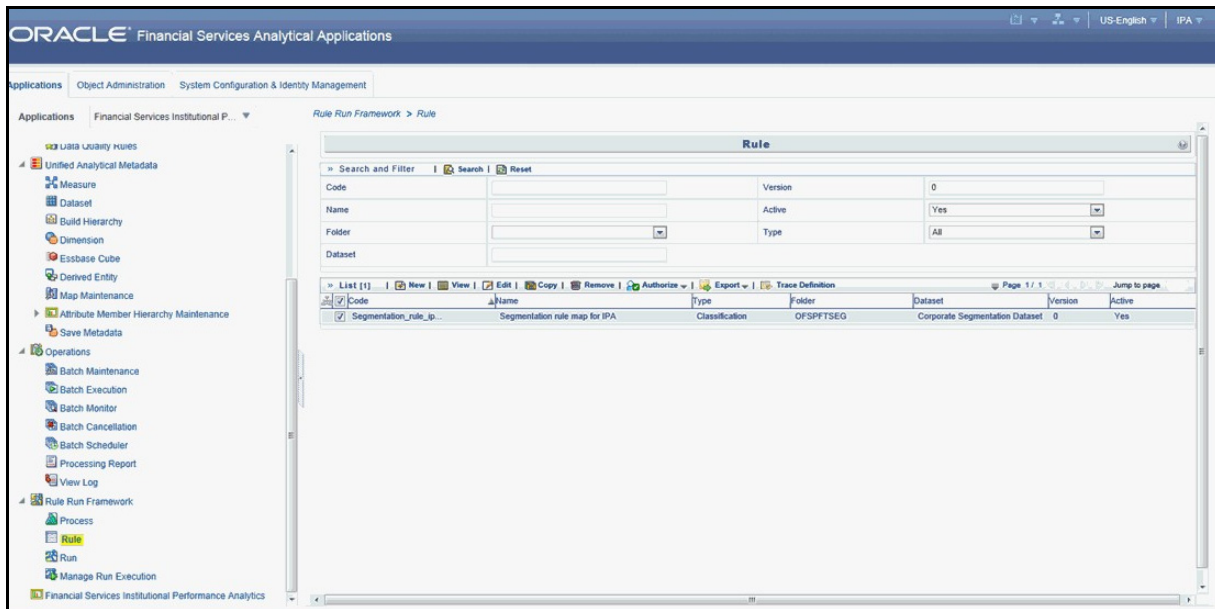 US-English
IPA
ORACLE Financial Services Analytical Applications
Applications
Object Administration
System Configuration & Identity Management
Applications
Financial Services Institutional P...
Data Quality Rules
Unified Analytical Metadata
Measure
Dataset
Build Hierarchy
Dimension
Essbase Cube
Derived Entity
Map Maintenance
Attribute Member Hierarchy Maintenance
Save Metadata
Operations
Batch Maintenance
Batch Execution
Batch Monitor
Batch Cancellation
Batch Scheduler
Processing Report
View Log
Rule Run Framework
Process
Rule
Run
Manage Run Execution
Financial Services Institutional Performance Analytics
Rule Run Framework > Rule
Rule
» Search and Filter | Search | Reset
Code
Version 0
Name
Active Yes
Folder
Type All
Dataset
» List [1] | New | View | Edit | Copy | Remove | Authorize | Export | Trace Definition
Page 1 / 1
Jump to page
Code Name Type Folder Dataset Version Active
Segmentation_rule_ip... Segmentation rule map for IPA Classification OFSPFTSEG Corporate Segmentation Dataset 0 Yes